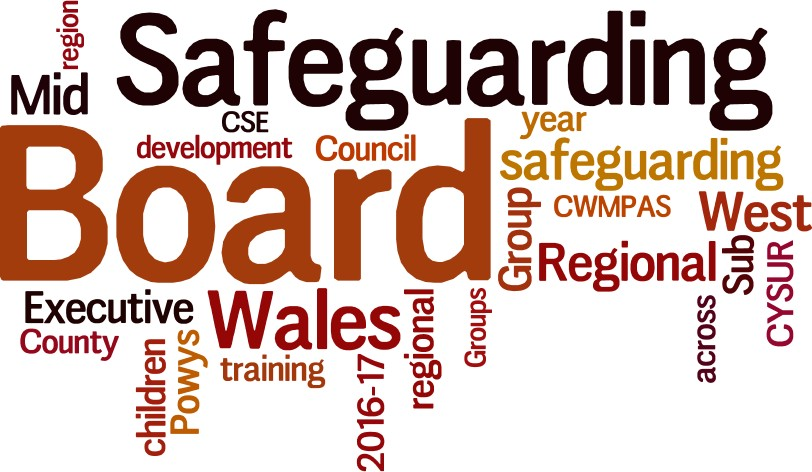 region
Mid
Safeguarding
CSE
year
development
Council
safeguarding
Board
Group
CWMPAS
West
Regional
Sub
CYSUR
Executive
Wales
regional
Groups
across
County
children
Powys
training
2016-17